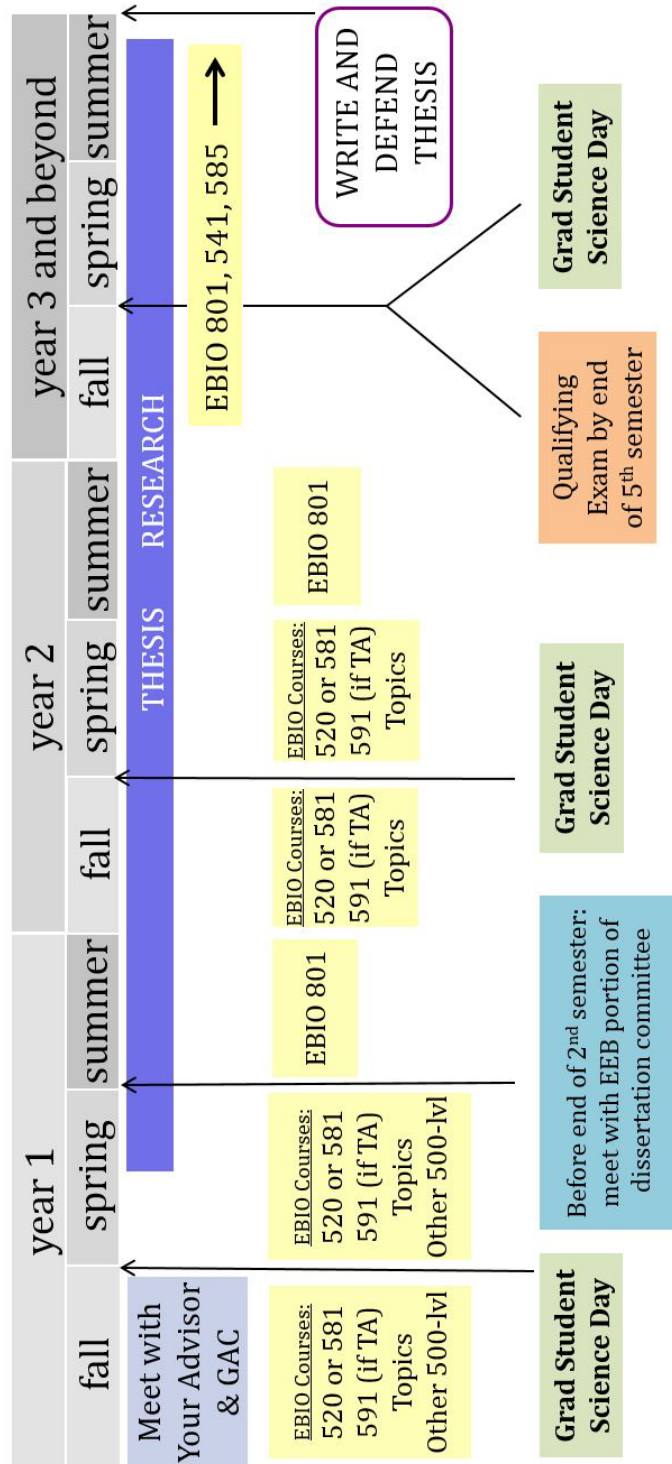 year 1
year 2
year 3 and beyond
fall
spring
summer
fall
spring
summer
fall
spring
summer
Meet with
Your Advisor
& GAC
THESIS RESEARCH
EBIO Courses:
520 or 581
591 (if TA)
Topics
Other 500-lvl
EBIO Courses:
520 or 581
591 (if TA)
Topics
Other 500-lvl
EBIO 801
EBIO Courses:
520 or 581
591 (if TA)
Topics
EBIO Courses:
520 or 581
591 (if TA)
Topics
EBIO 801
EBIO 801, 541, 585
WRITE AND
DEFEND
THESIS
Grad Student
Science Day
Before end of 2nd semester:
meet with EEB portion of
dissertation committee
Grad Student
Science Day
Qualifying
Exam by end
of 5th semester
Grad Student
Science Day